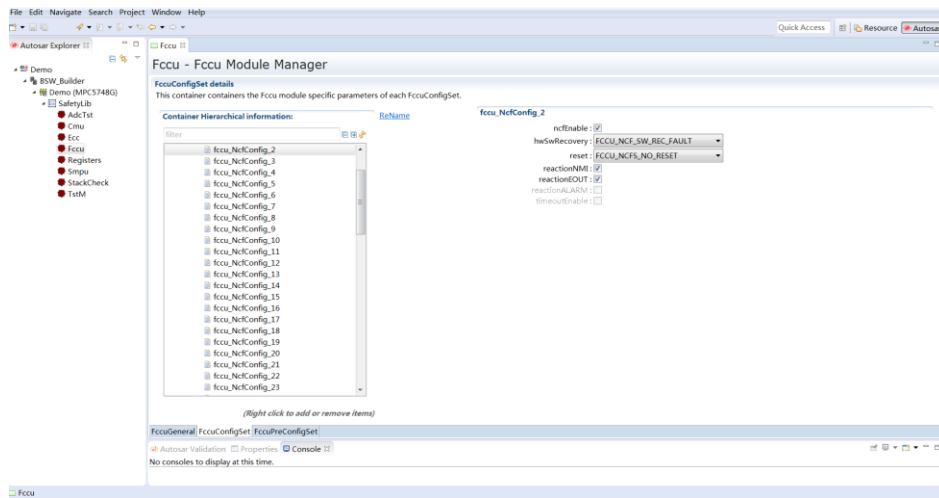 File Edit Navigate Search Project Window Help
Quick Access
Resource
Autosar
Autosar Explorer
Demo
BSW_Builder
Demo (MPC5748G)
SafetyLib
AdcTst
Cmu
Ecc
Fccu
Registers
Smpu
StackCheck
TstM
Fccu
Fccu - Fccu Module Manager
FccuConfigSet details
This container containers the Fccu module specific parameters of each FccuConfigSet.
Container Hierarchical information:
ReName
filter
fccu_NcfConfig_2
fccu_NcfConfig_3
fccu_NcfConfig_4
fccu_NcfConfig_5
fccu_NcfConfig_6
fccu_NcfConfig_7
fccu_NcfConfig_8
fccu_NcfConfig_9
fccu_NcfConfig_10
fccu_NcfConfig_11
fccu_NcfConfig_12
fccu_NcfConfig_13
fccu_NcfConfig_14
fccu_NcfConfig_15
fccu_NcfConfig_16
fccu_NcfConfig_17
fccu_NcfConfig_18
fccu_NcfConfig_19
fccu_NcfConfig_20
fccu_NcfConfig_21
fccu_NcfConfig_22
fccu_NcfConfig_23
(Right click to add or remove items)
fccu_NcfConfig_2
ncfEnable :
hwSwRecovery : FCCU_NCF_SW_REC_FAULT
reset : FCCU_NCFS_NO_RESET
reactionNMI :
reactionEOUT :
reactionALARM :
timeoutEnable :
FccuGeneral FccuConfigSet FccuPreConfigSet
Autosar Validation Properties Console
No consoles to display at this time.
Fccu